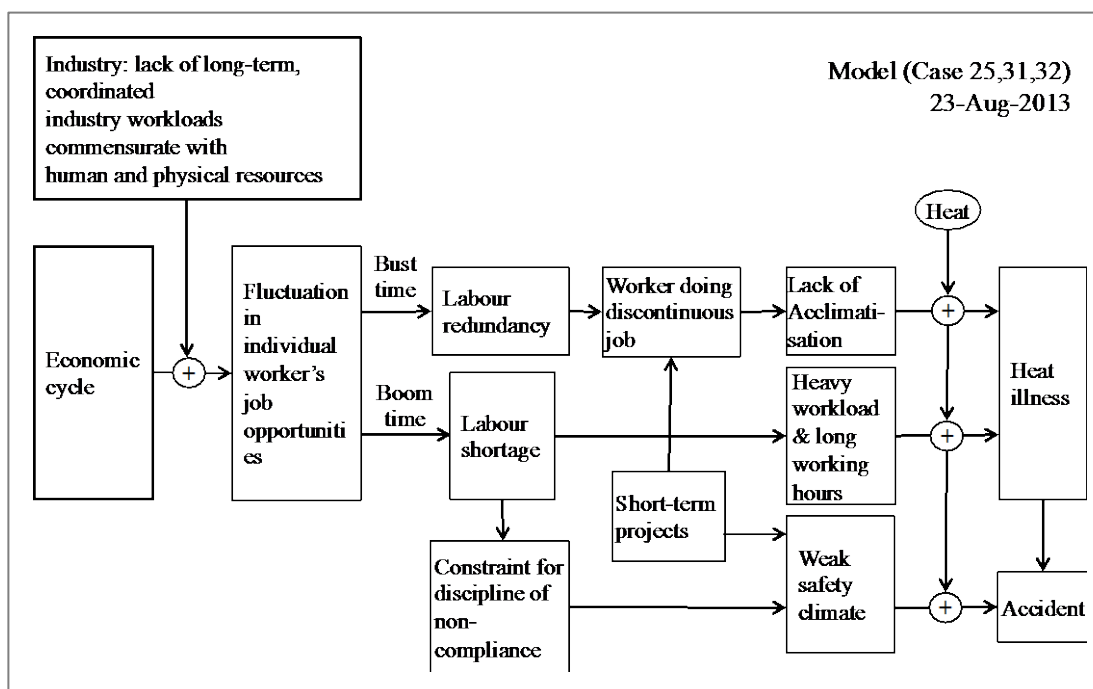 Industry: lack of long-term,
coordinated
industry workloads
commensurate with
human and physical resources
Model (Case 25,31,32)
23-Aug-2013
Heat
Economic
cycle
+
Fluctuation
in
individual
worker's
job
opportuniti
es
Bust
time
Labour
redundancy
Worker doing
discontinuous
job
Lack of
Acclimati-
sation
+
Heat
illness
Boom
time
Labour
shortage
Heavy
workload
& long
working
hours
+
Short-term
projects
Constraint for
discipline of
non-
compliance
Weak
safety
climate
+
Accident